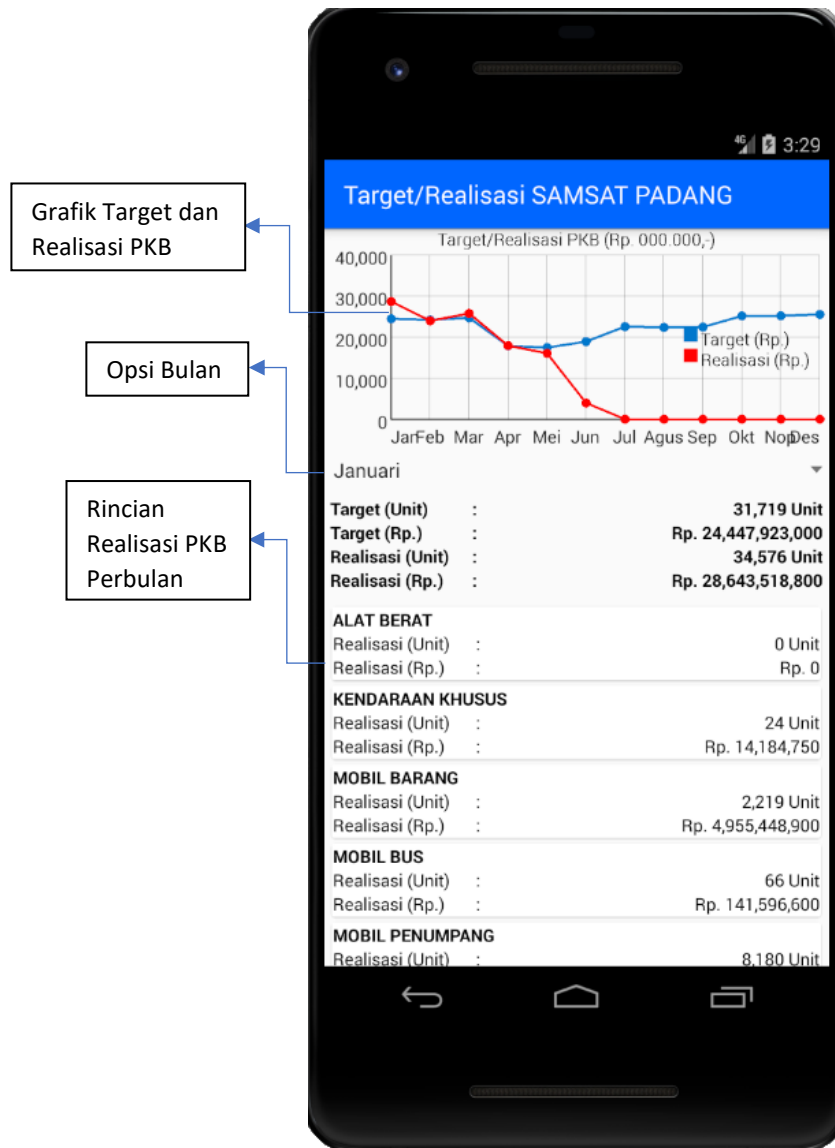 4G 3:29
Target/Realisasi SAMSAT PADANG
Grafik Target dan
Realisasi PKB
Opsi Bulan
Rincian
Realisasi PKB
Perbulan
Target/Realisasi PKB (Rp. 000.000,-)
40,000
30,000
20,000
10,000
0
Target (Rp.)
Realisasi (Rp.)
Jan Feb Mar Apr Mei Jun Jul Agus Sep Okt Nop Des
Januari
Target (Unit) : 31,719 Unit
Target (Rp.) : Rp. 24,447,923,000
Realisasi (Unit) : 34,576 Unit
Realisasi (Rp.) : Rp. 28,643,518,800
ALAT BERAT
Realisasi (Unit) : 0 Unit
Realisasi (Rp.) : Rp. 0
KENDARAAN KHUSUS
Realisasi (Unit) : 24 Unit
Realisasi (Rp.) : Rp. 14,184,750
MOBIL BARANG
Realisasi (Unit) : 2,219 Unit
Realisasi (Rp.) : Rp. 4,955,448,900
MOBIL BUS
Realisasi (Unit) : 66 Unit
Realisasi (Rp.) : Rp. 141,596,600
MOBIL PENUMPANG
Realisasi (Unit) : 8,180 Unit